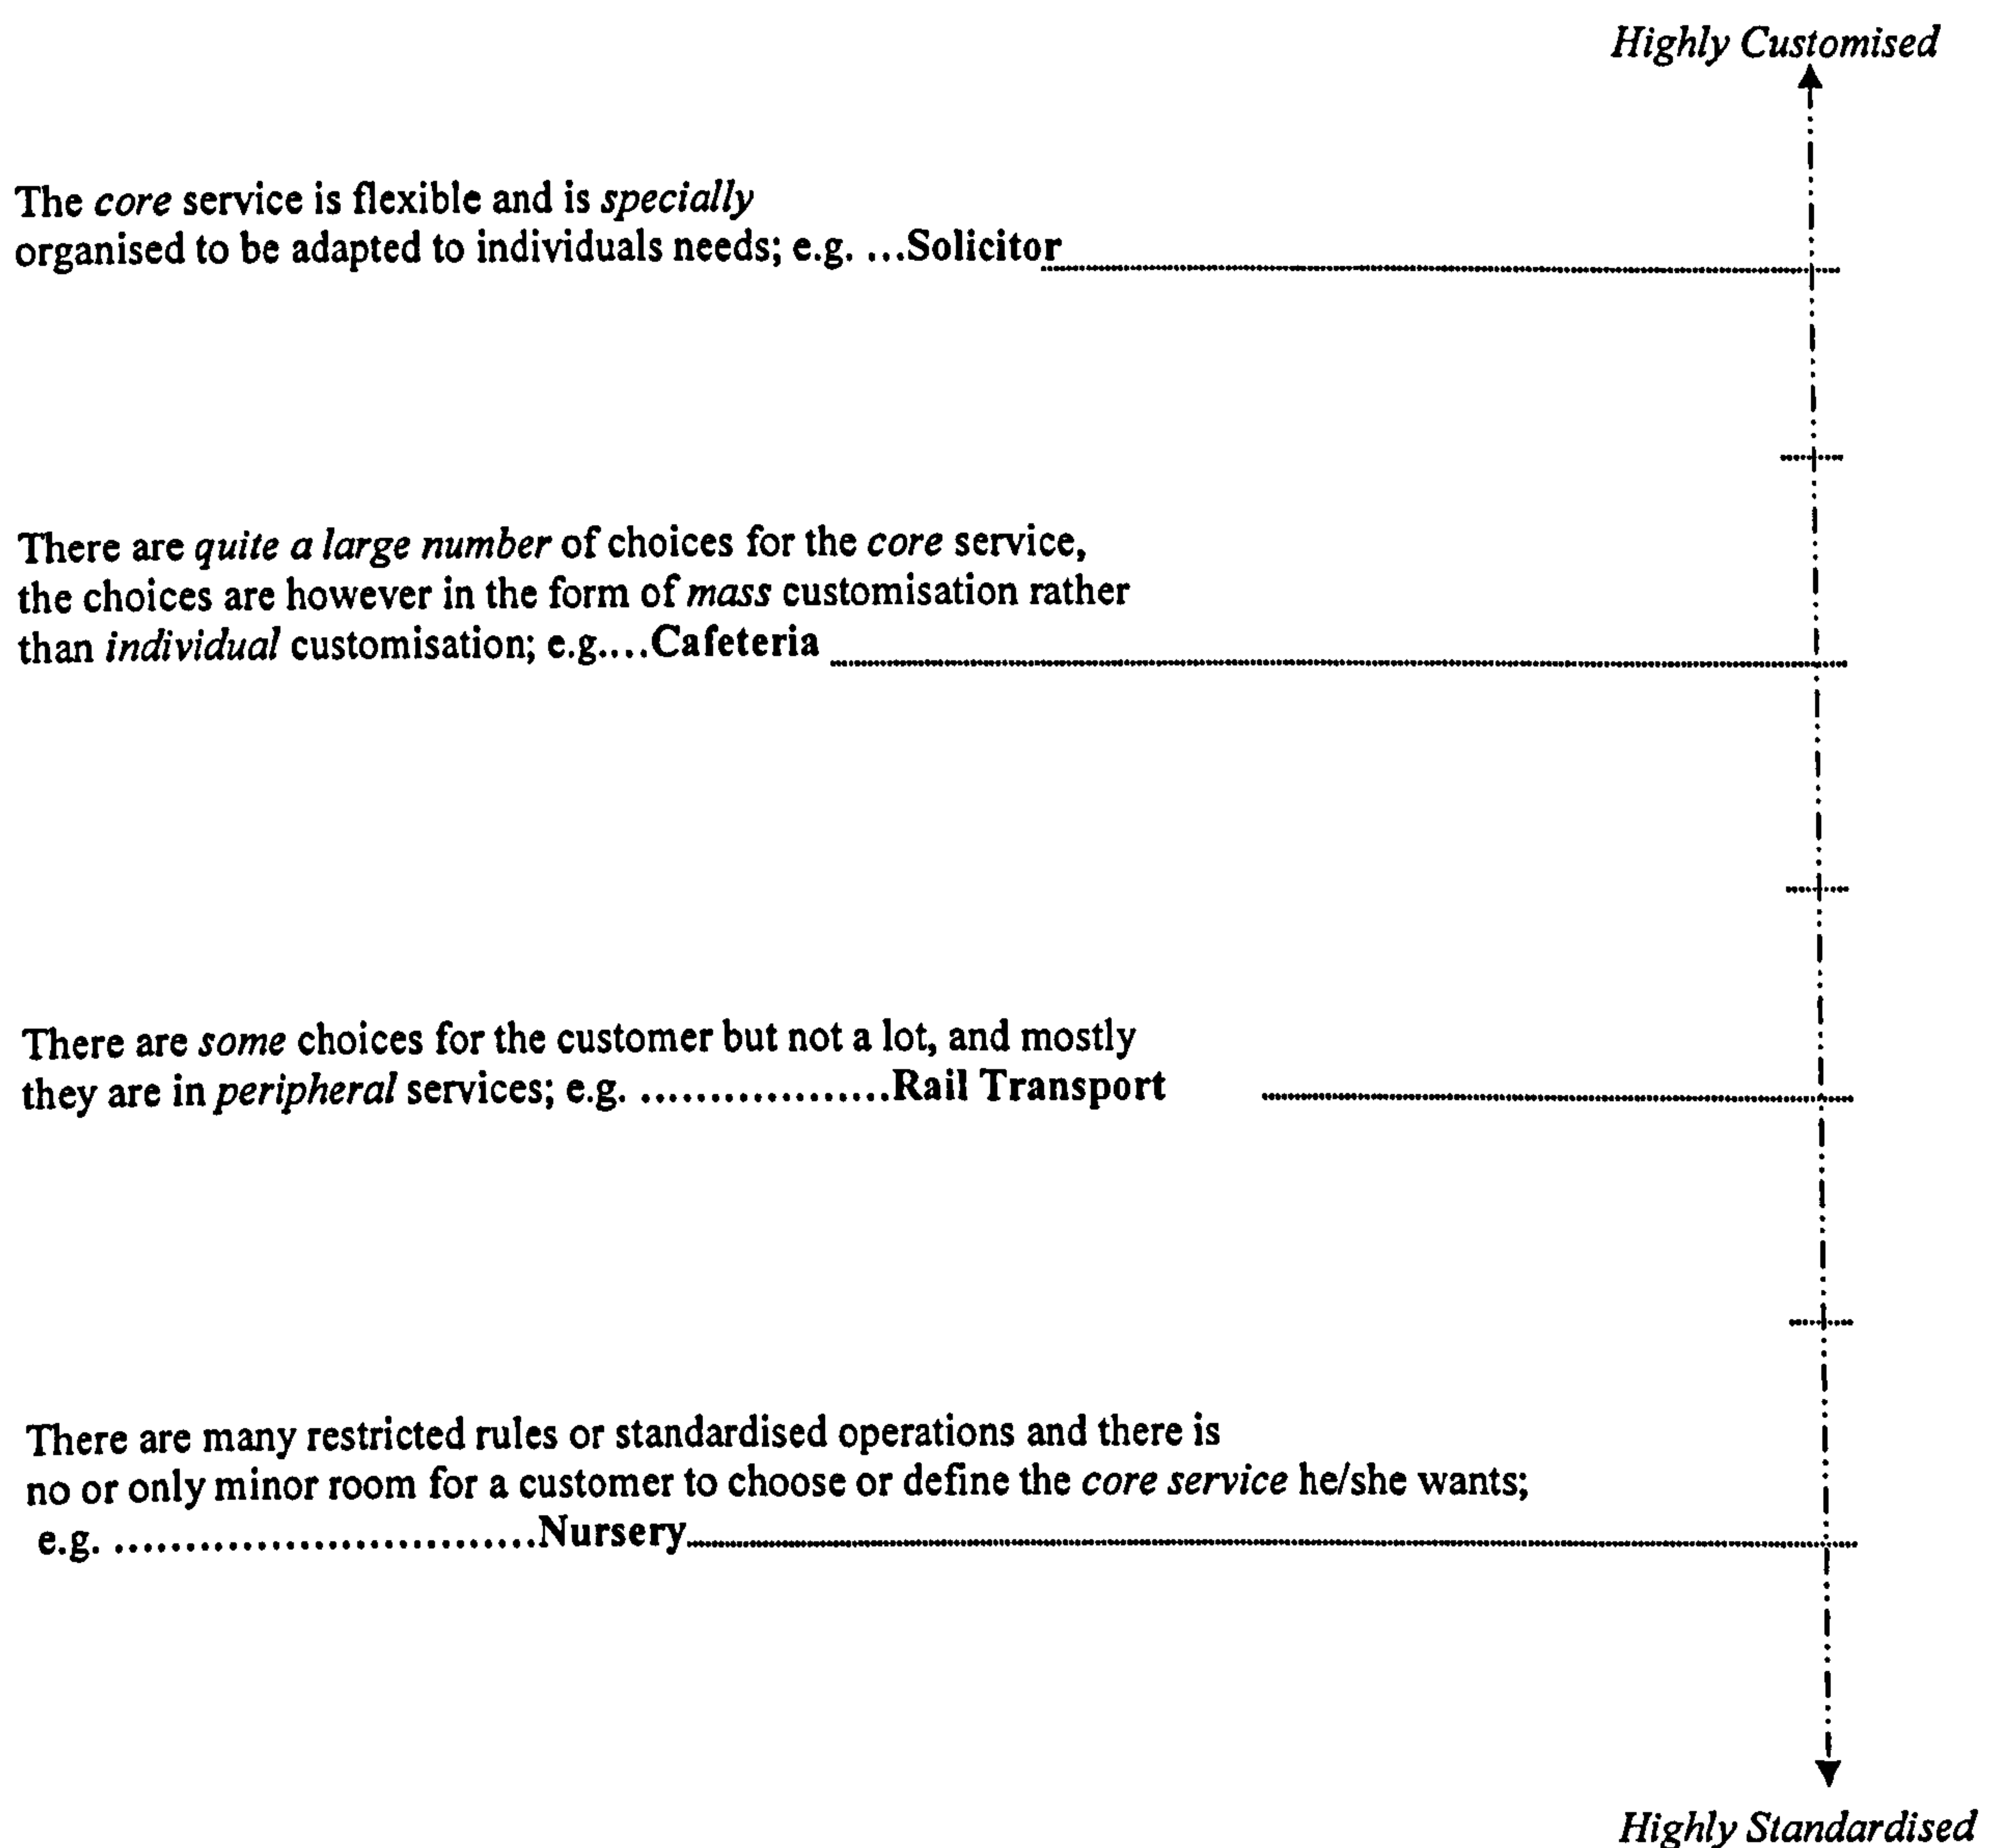 Highly Customised
The core service is flexible and is specially
organised to be adapted to individuals needs; e.g. ...Solicitor
There are quite a large number of choices for the core service,
the choices are however in the form of mass customisation rather
than individual customisation; e.g....Cafeteria
There are some choices for the customer but not a lot, and mostly
they are in peripheral services; e.g. ..................Rail Transport
There are many restricted rules or standardised operations and there is
no or only minor room for a customer to choose or define the core service he/she wants;
e.g. ..............................Nursery
Highly Standardised